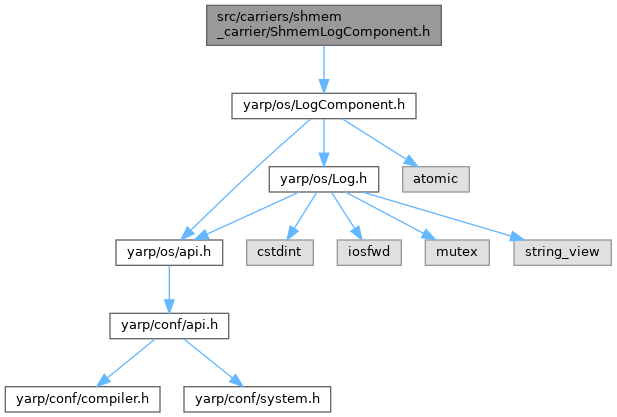 src/carriers/shmem
_carrier/ShmemLogComponent.h
yarp/os/LogComponent.h
yarp/os/Log.h
atomic
yarp/os/api.h
cstdint
iosfwd
mutex
string_view
yarp/conf/api.h
yarp/conf/compiler.h
yarp/conf/system.h